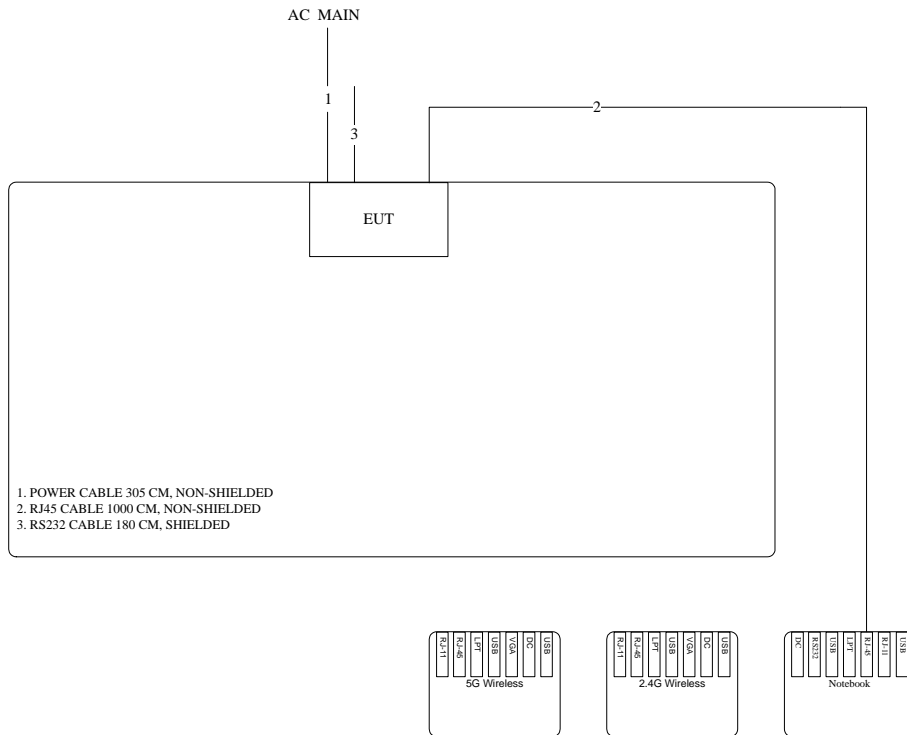 AC MAIN
1
3
2
EUT
1. POWER CABLE 305 CM, NON-SHIELDED
2. RJ45 CABLE 1000 CM, NON-SHIELDED
3. RS232 CABLE 180 CM, SHIELDED
RJ-11
RJ-45
LPT
USB
VGA
DC
USB
5G Wireless
RJ-11
RJ-45
LPT
USB
VGA
DC
USB
2.4G Wireless
DC
RS232
USB
LPT
RJ-45
RJ-11
USB
Notebook